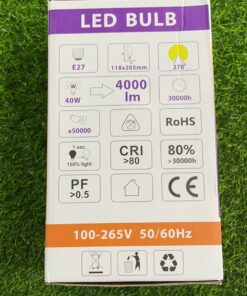 LED BULB
E27
118x205mm
270°
40W
4000
lm
30000h
x50000
RoHS
1 sec.
100% light
CRI
>80
80%
>30000h
PF
>0.5
CE
100-265V 50/60Hz